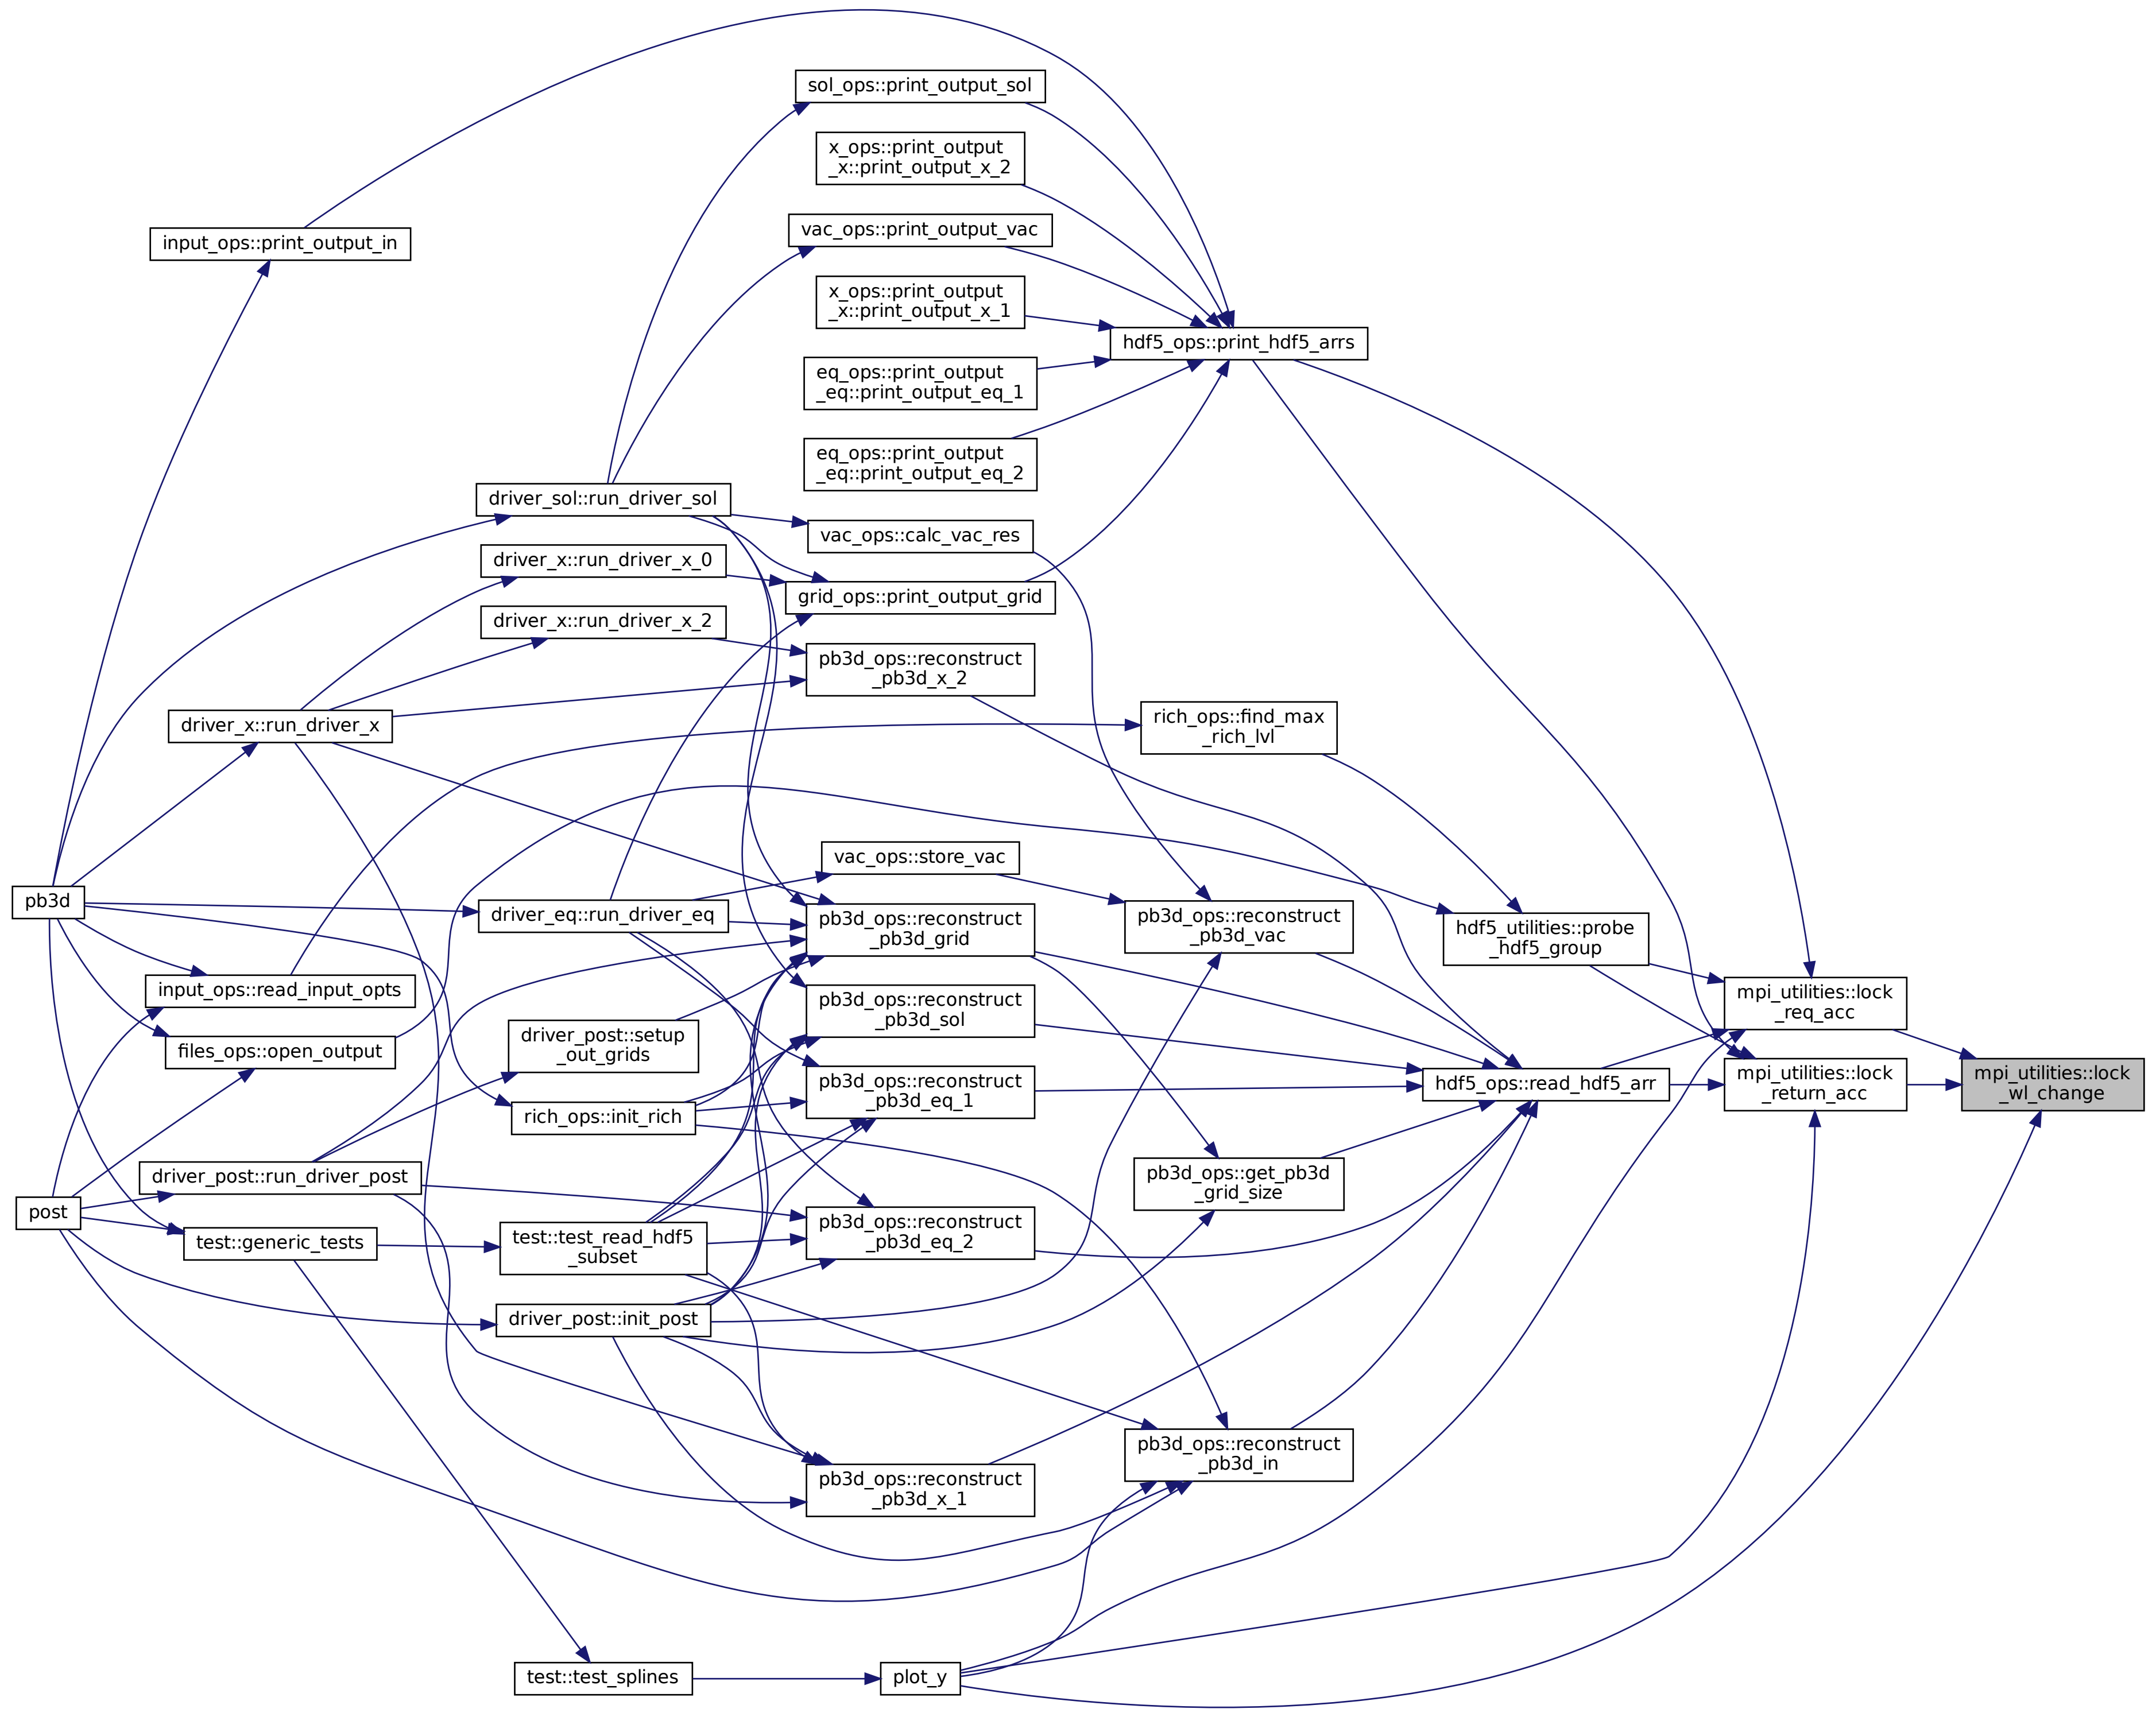 sol_ops::print_output_sol
x_ops::print_output
_x::print_output_x_2
vac_ops::print_output_vac
input_ops::print_output_in
x_ops::print_output
_x::print_output_x_1
hdf5_ops::print_hdf5_arrs
eq_ops::print_output
_eq::print_output_eq_1
eq_ops::print_output
_eq::print_output_eq_2
driver_sol::run_driver_sol
vac_ops::calc_vac_res
driver_x::run_driver_x_0
grid_ops::print_output_grid
driver_x::run_driver_x_2
pb3d_ops::reconstruct
_pb3d_x_2
driver_x::run_driver_x
rich_ops::find_max
_rich_lvl
vac_ops::store_vac
pb3d
driver_eq::run_driver_eq
pb3d_ops::reconstruct
_pb3d_grid
pb3d_ops::reconstruct
_pb3d_vac
hdf5_utilities::probe
_hdf5_group
input_ops::read_input_opts
pb3d_ops::reconstruct
_pb3d_sol
mpi_utilities::lock
_req_acc
files_ops::open_output
driver_post::setup
_out_grids
hdf5_ops::read_hdf5_arr
mpi_utilities::lock
_return_acc
mpi_utilities::lock
_wl_change
rich_ops::init_rich
pb3d_ops::reconstruct
_pb3d_eq_1
driver_post::run_driver_post
pb3d_ops::get_pb3d
_grid_size
post
test::generic_tests
test::test_read_hdf5
_subset
pb3d_ops::reconstruct
_pb3d_eq_2
driver_post::init_post
pb3d_ops::reconstruct
_pb3d_in
pb3d_ops::reconstruct
_pb3d_x_1
test::test_splines
plot_y